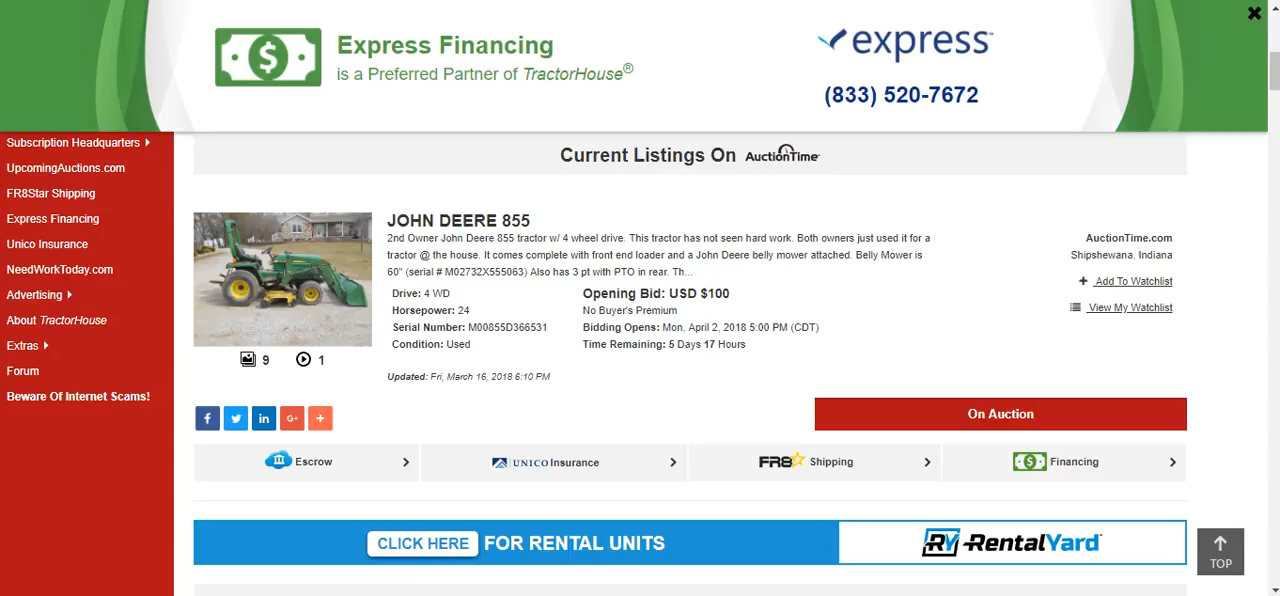 Express Financing
is a Preferred Partner of TractorHouse®
express™
(833) 520-7672
Subscription Headquarters
UpcomingAuctions.com
FR8Star Shipping
Express Financing
Unico Insurance
NeedWorkToday.com
Advertising
About TractorHouse
Extras
Forum
Beware Of Internet Scams!
Current Listings On AuctionTime
JOHN DEERE 855
2nd Owner John Deere 855 tractor w/ 4 wheel drive. This tractor has not seen hard work. Both owners just used it for a
tractor @ the house. It comes complete with front end loader and a John Deere belly mower attached. Belly Mower is
60" (serial # M02732X555063) Also has 3 pt with PTO in rear. Th...
Drive: 4 WD
Horsepower: 24
Serial Number: M00855D366531
Condition: Used
Opening Bid: USD $100
No Buyer's Premium
Bidding Opens: Mon, April 2, 2018 5:00 PM (CDT)
Time Remaining: 5 Days 17 Hours
Updated: Fri, March 16, 2018 6:10 PM
AuctionTime.com
Shipshewana, Indiana
+ Add To Watchlist
View My Watchlist
9 1
f in G+ +
On Auction
Escrow
UNICO Insurance
FR8 Shipping
Financing
CLICK HERE FOR RENTAL UNITS
RY RentalYard
TOP